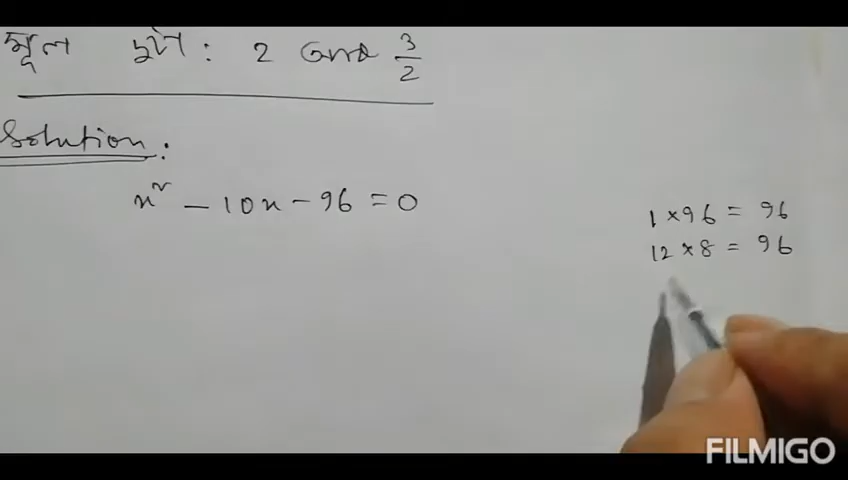 মূল দুটো : 2 and 3/2
Solution :
x² - 10x - 96 = 0
1 × 96 = 96
12 × 8 = 96
FILMIGO